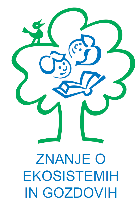 ZNANJE O
EKOSISTEMIH
IN GOZDOVIH